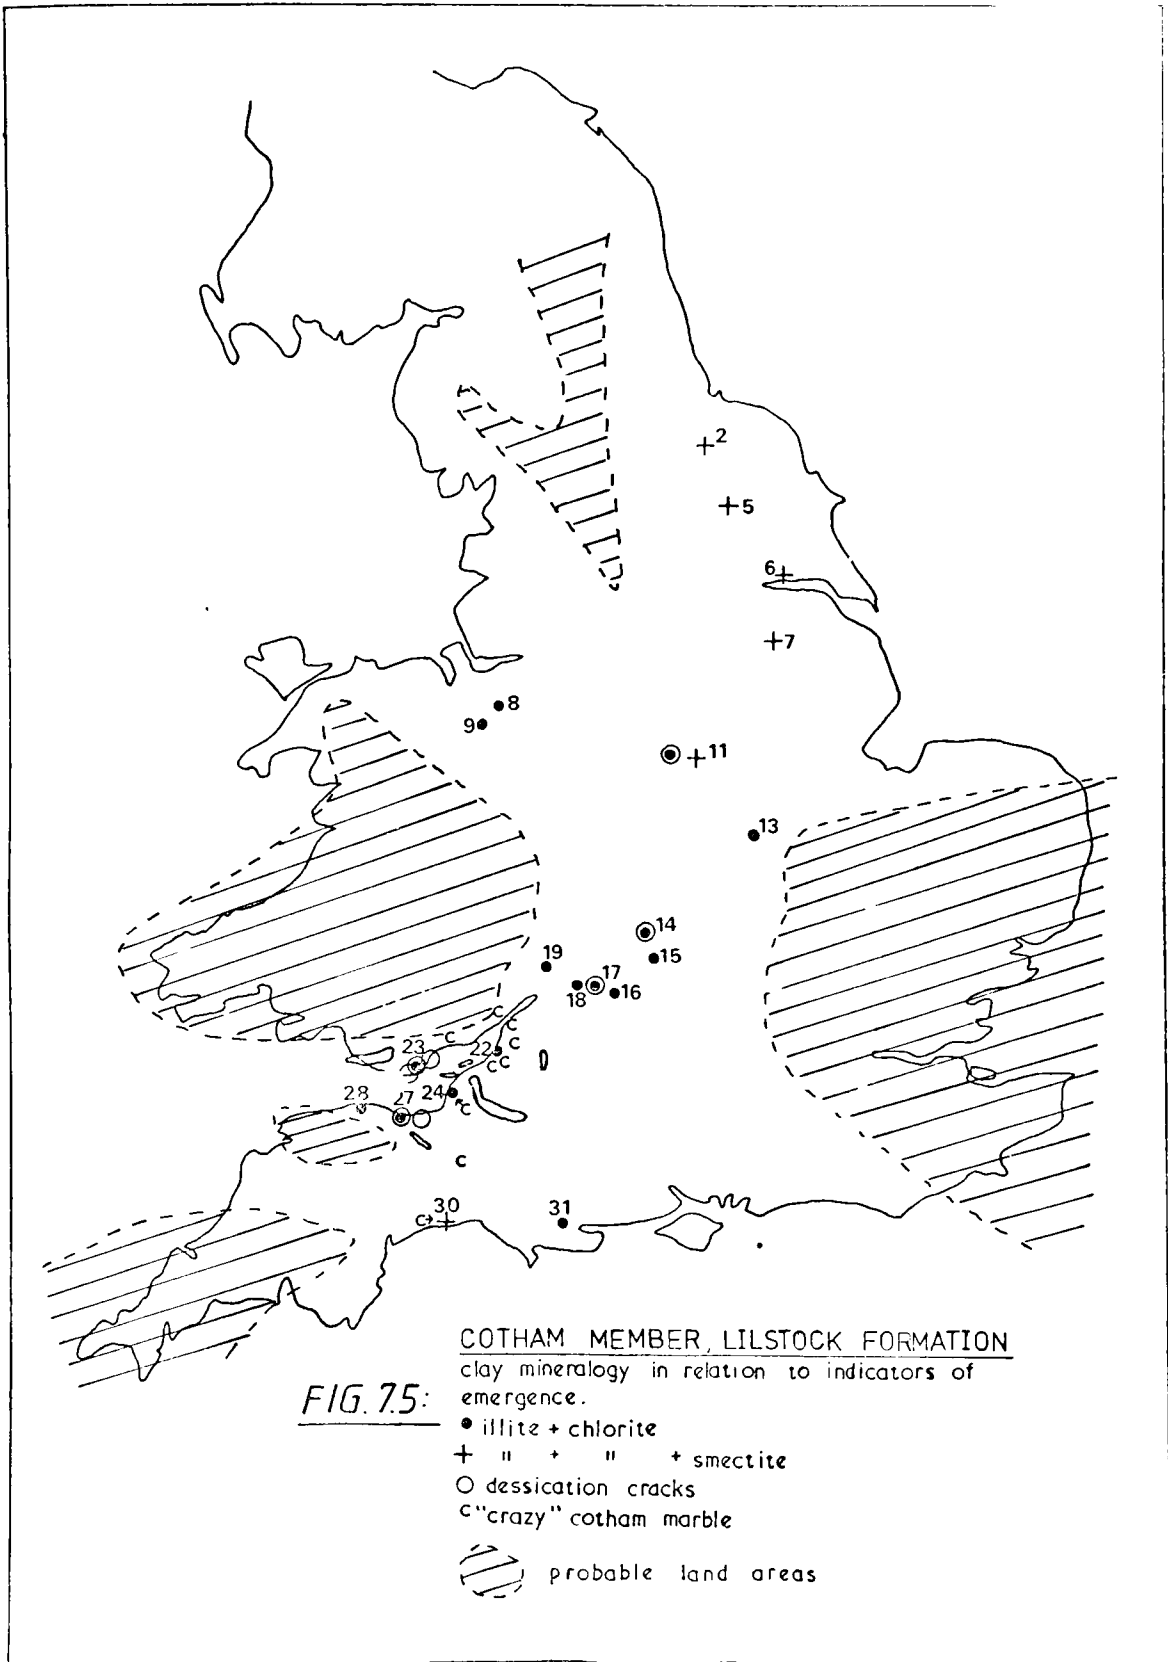 2
5
6
7
8
9
11
13
14
15
19
17
18
16
C
C
C
C
23
22
C C
28
27
24
C
C
30
C→
31
COTHAM MEMBER, LILSTOCK FORMATION
clay mineralogy in relation to indicators of
emergence.
FIG. 7.5:
● illite + chlorite
+ " + " + smectite
○ dessication cracks
C "crazy" cotham marble
probable land areas